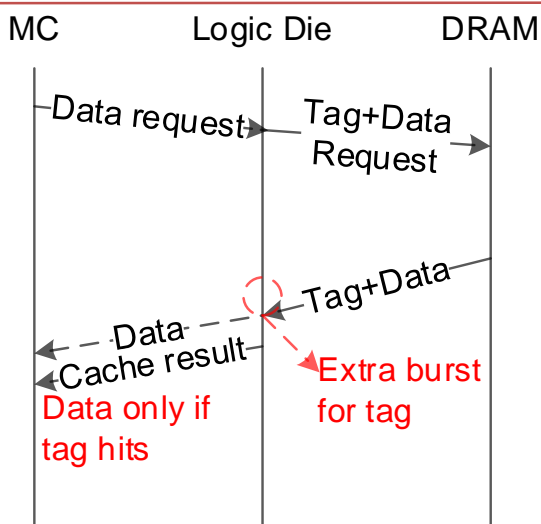 MC
Logic Die
DRAM
Data request
Tag+Data
Request
Tag+Data
Data
Cache result
Extra burst
for tag
Data only if
tag hits